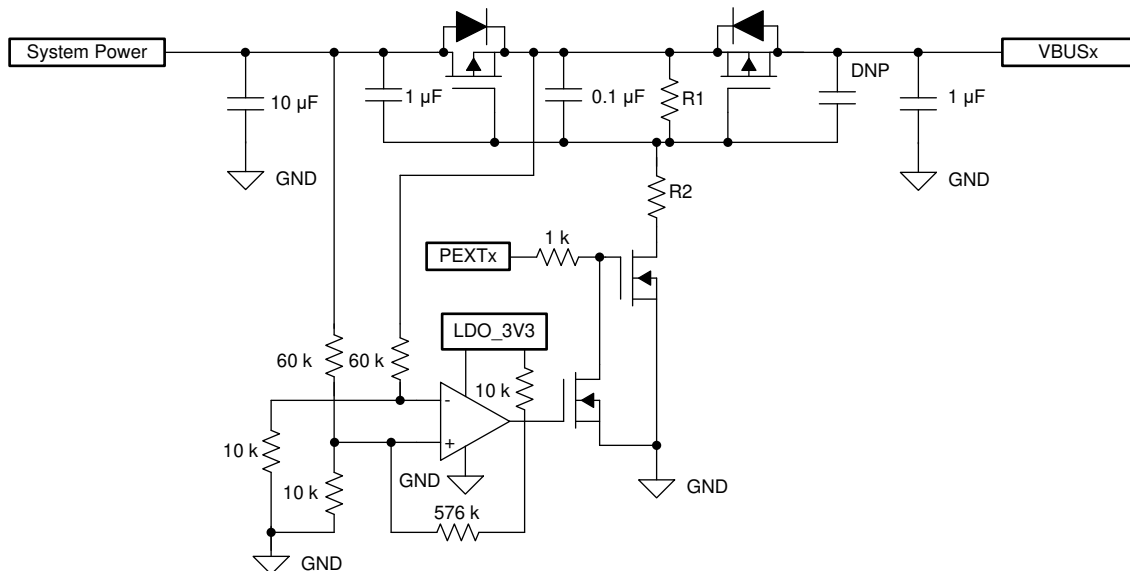 System Power
VBUSx
DNP
10 µF
1 µF
0.1 µF
R1
1 µF
GND
GND
R2
PEXTx
1 k
LDO_3V3
60 k
60 k
10 k
-
+
10 k
GND
10 k
GND
576 k
GND